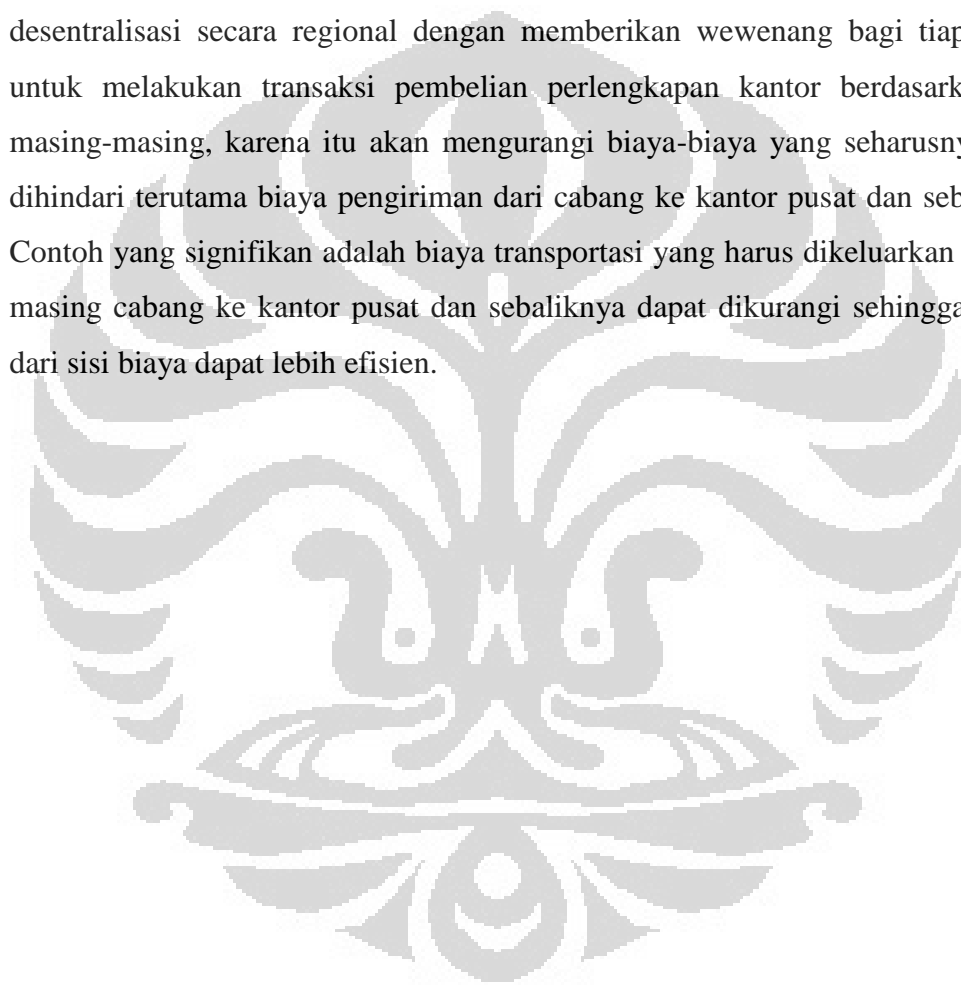 desentralisasi secara regional dengan memberikan wewenang bagi tiap
untuk melakukan transaksi pembelian perlengkapan kantor berdasark
masing-masing, karena itu akan mengurangi biaya-biaya yang seharusny
dihindari terutama biaya pengiriman dari cabang ke kantor pusat dan seb
Contoh yang signifikan adalah biaya transportasi yang harus dikeluarkan
masing cabang ke kantor pusat dan sebaliknya dapat dikurangi sehingga
dari sisi biaya dapat lebih efisien.